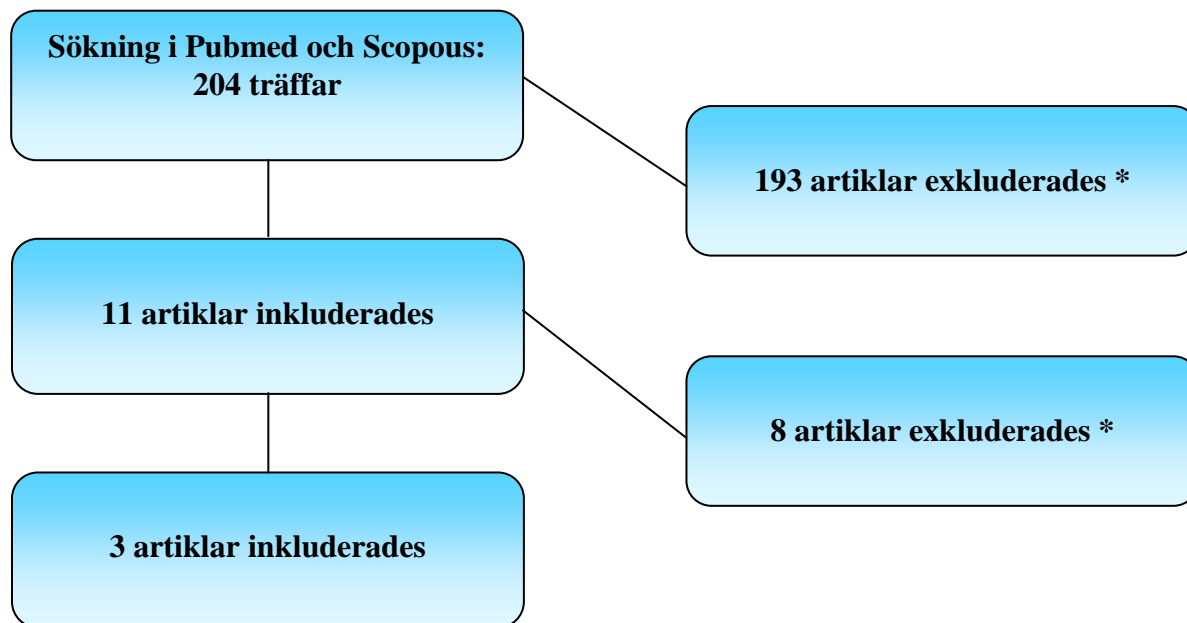 Sökning i Pubmed och Scopous:
204 träffar
193 artiklar exkluderades *
11 artiklar inkluderades
8 artiklar exkluderades *
3 artiklar inkluderades